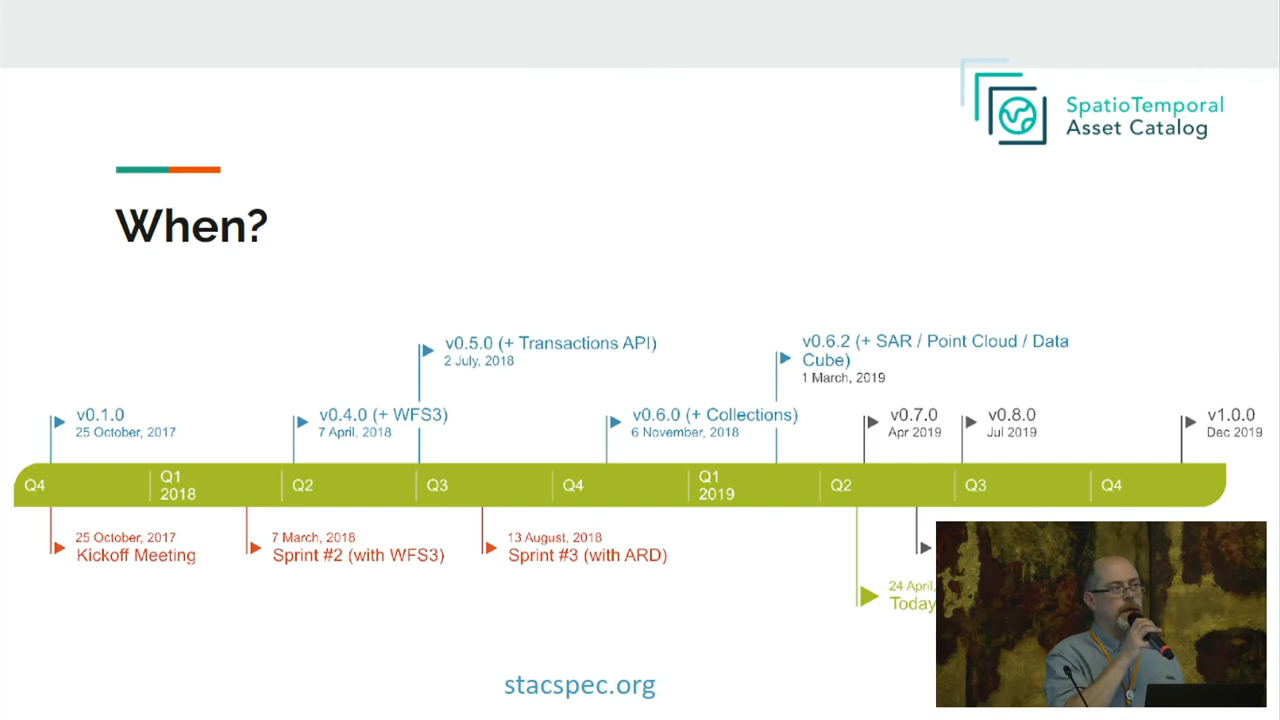 SpatioTemporal
Asset Catalog
When?
v0.5.0 (+ Transactions API)
2 July, 2018
v0.6.2 (+ SAR / Point Cloud / Data
Cube)
1 March, 2019
v0.1.0
25 October, 2017
v0.4.0 (+ WFS3)
7 April, 2018
v0.6.0 (+ Collections)
6 November, 2018
v0.7.0
Apr 2019
v0.8.0
Jul 2019
v1.0.0
Dec 2019
Q4
Q1
2018
Q2
Q3
Q4
Q1
2019
Q2
Q3
Q4
25 October, 2017
Kickoff Meeting
7 March, 2018
Sprint #2 (with WFS3)
13 August, 2018
Sprint #3 (with ARD)
24 April,
Today
stacspec.org